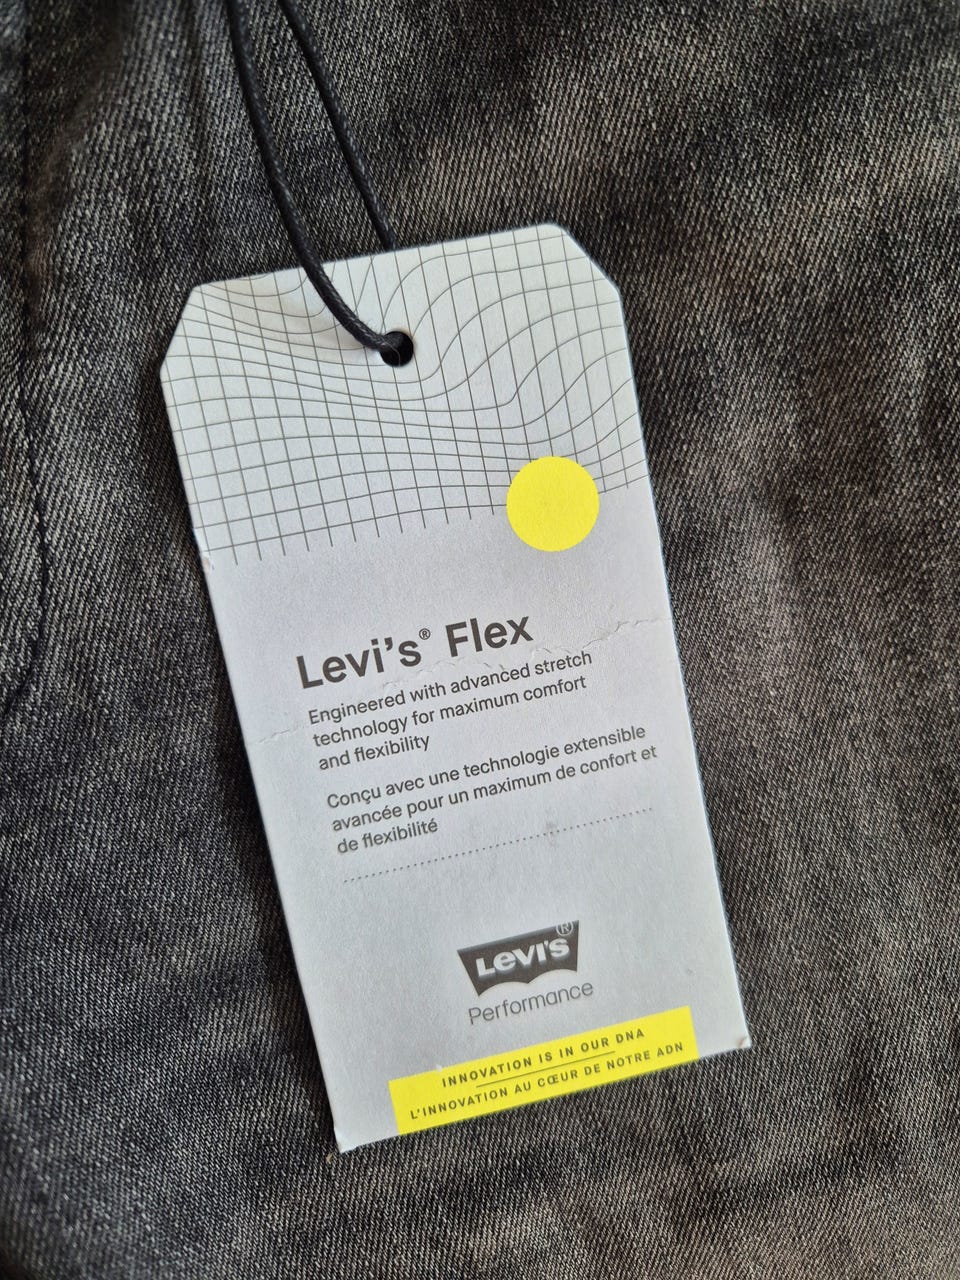 Levi's® Flex
Engineered with advanced stretch
technology for maximum comfort
and flexibility
Conçu avec une technologie extensible
avancée pour un maximum de confort et
de flexibilité
Levi's®
Performance
INNOVATION IS IN OUR DNA
L'INNOVATION AU CŒUR DE NOTRE ADN